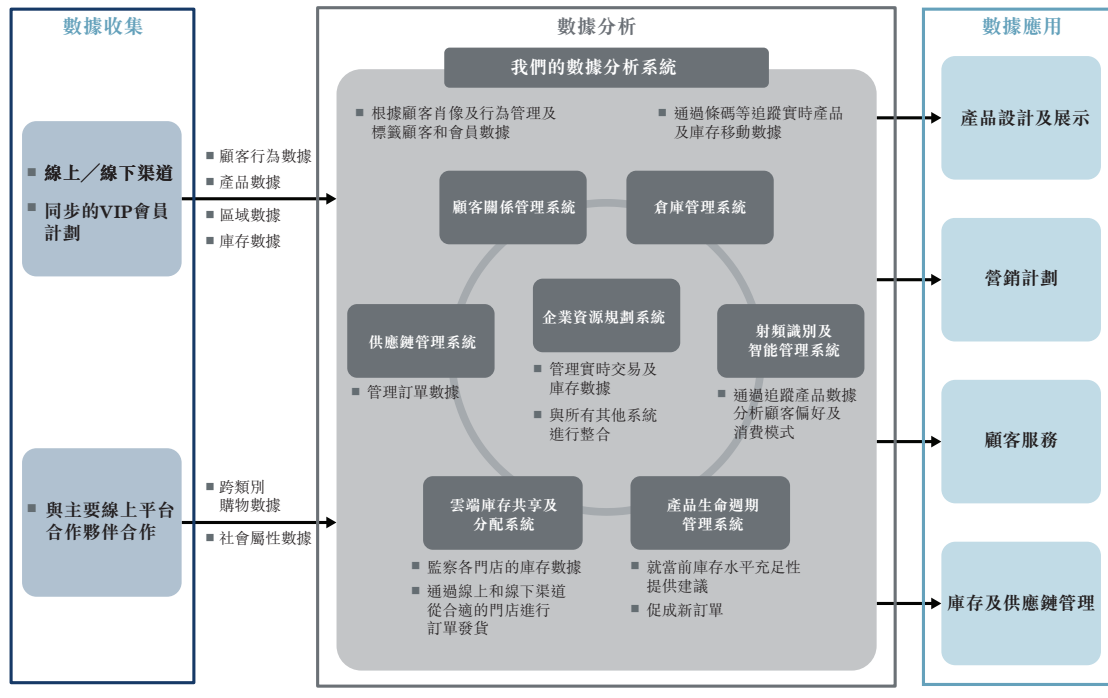 數據收集
■ 線上／線下渠道
■ 同步的VIP會員
計劃
■ 與主要線上平台
合作夥伴合作
■ 顧客行為數據
■ 產品數據
■ 區域數據
■ 庫存數據
■ 跨類別
購物數據
■ 社會屬性數據
數據分析
我們的數據分析系統
■ 根據顧客肖像及行為管理及
標籤顧客和會員數據
■ 通過條碼等追蹤實時產品
及庫存移動數據
顧客關係管理系統
倉庫管理系統
供應鏈管理系統
■ 管理訂單數據
企業資源規劃系統
■ 管理實時交易及
庫存數據
■ 與所有其他系統
進行整合
射頻識別及
智能管理系統
■ 通過追蹤產品數據
分析顧客偏好及
消費模式
雲端庫存共享及
分配系統
■ 監察各門店的庫存數據
■ 通過線上和線下渠道
從合適的門店進行
訂單發貨
產品生命週期
管理系統
■ 就當前庫存水平充足性
提供建議
■ 促成新訂單
數據應用
產品設計及展示
營銷計劃
顧客服務
庫存及供應鏈管理